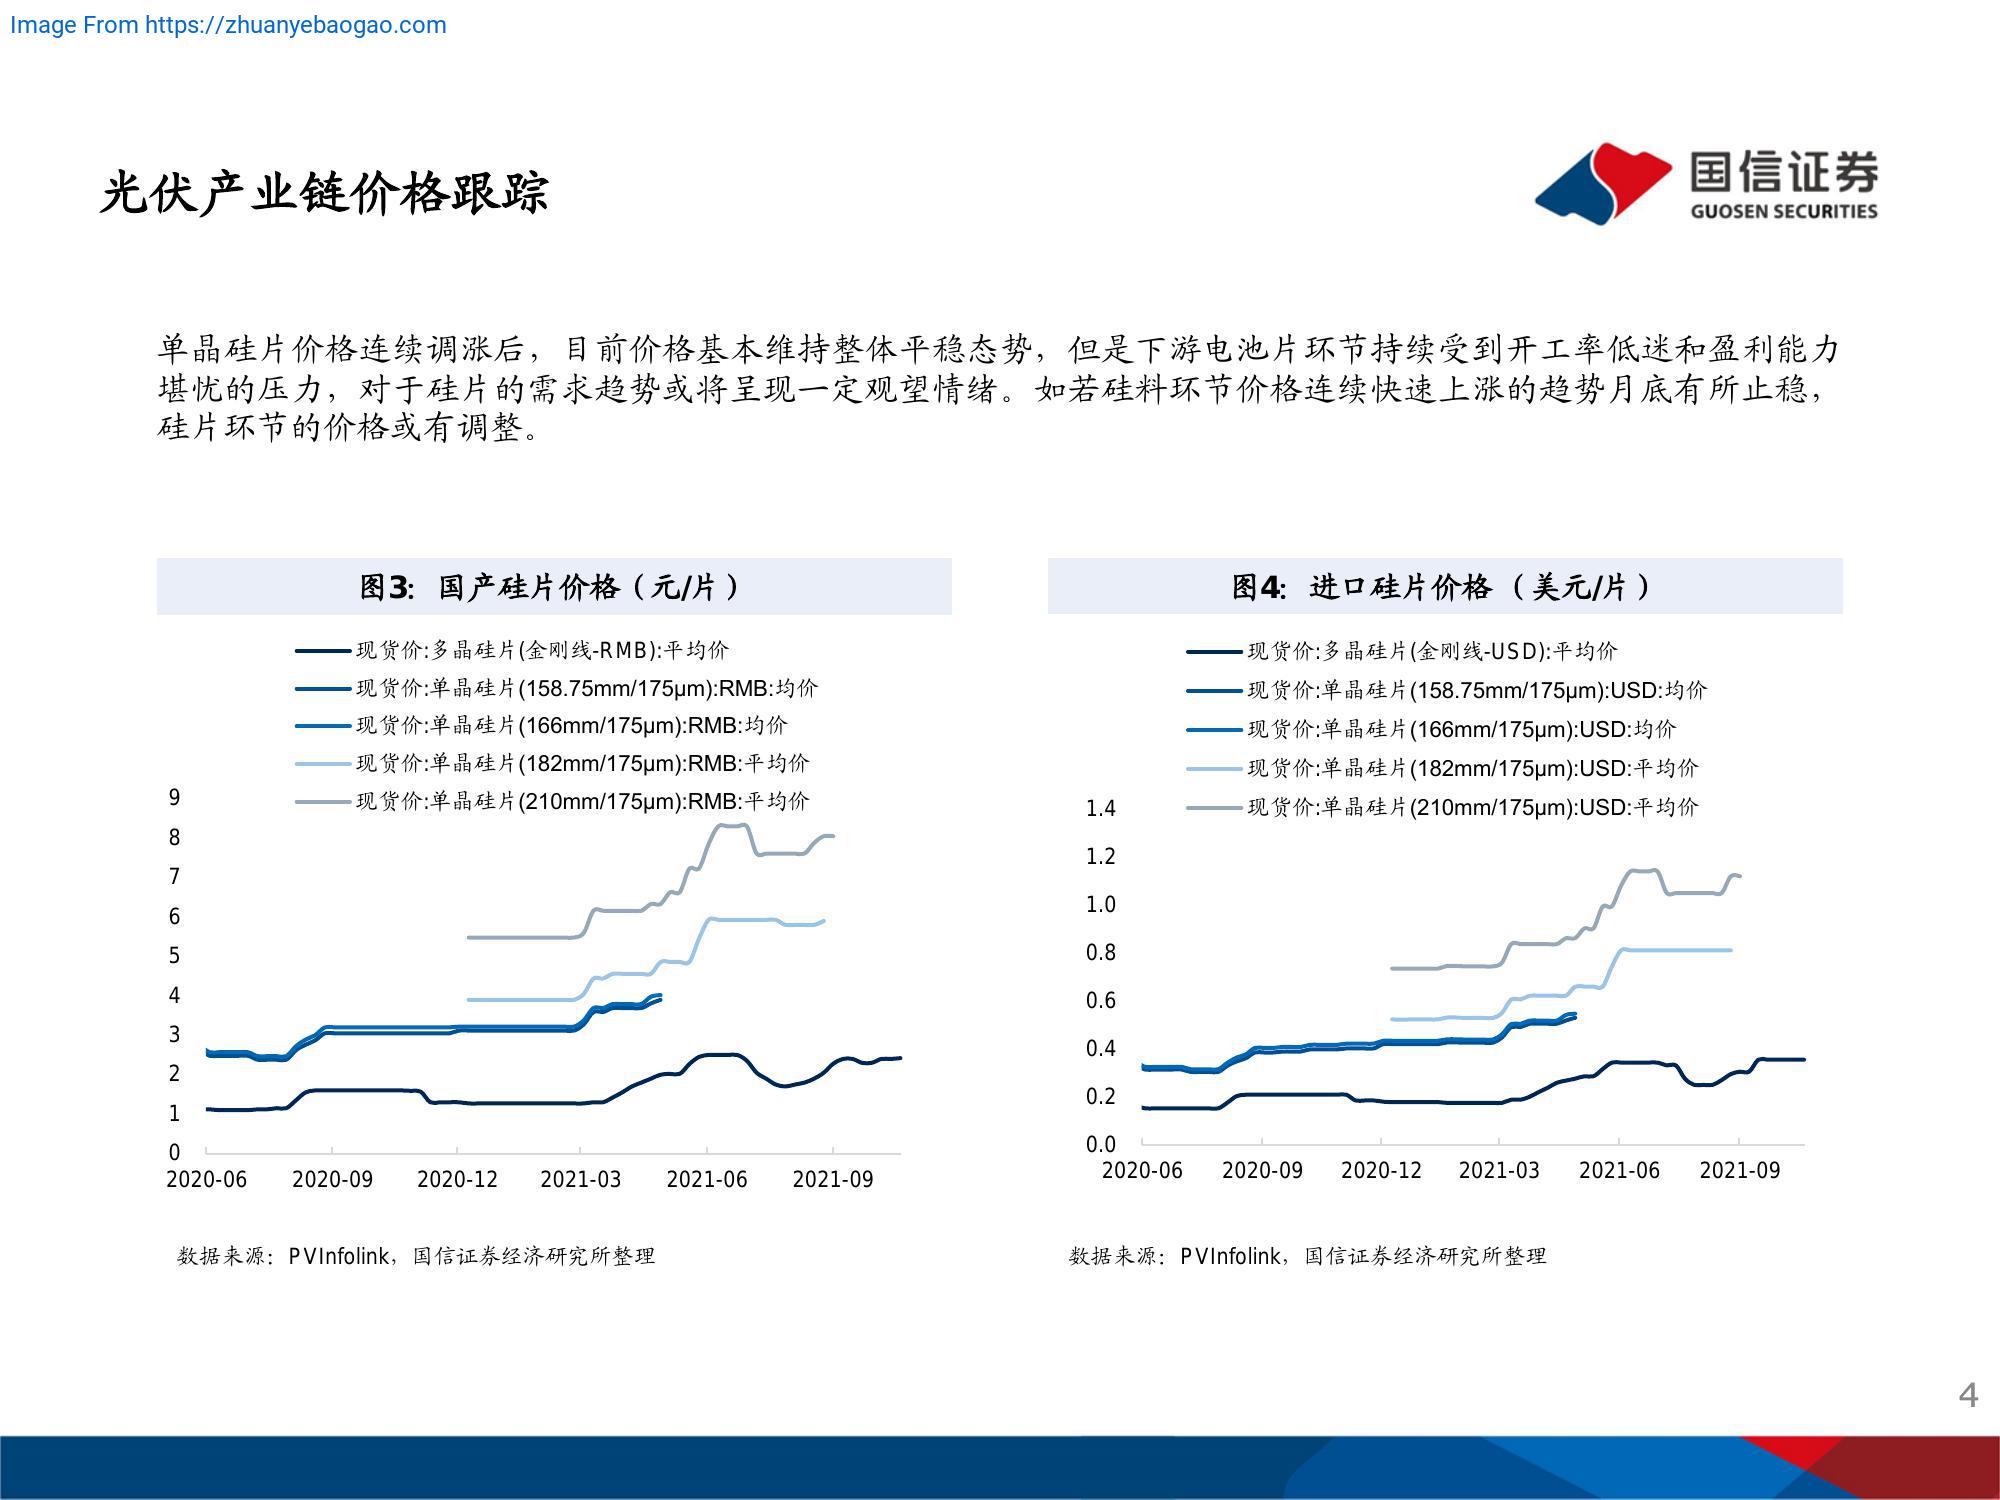 Image From https://zhuanyebaogao.com
光伏产业链价格跟踪
国信证券
GUOSEN SECURITIES
单晶硅片价格连续调涨后，目前价格基本维持整体平稳态势，但是下游电池片环节持续受到开工率低迷和盈利能力
堪忧的压力，对于硅片的需求趋势或将呈现一定观望情绪。如若硅料环节价格连续快速上涨的趋势月底有所止稳，
硅片环节的价格或有调整。
图3：国产硅片价格（元/片）
现货价:多晶硅片(金刚线-RMB):平均价
现货价:单晶硅片(158.75mm/175μm):RMB:均价
现货价:单晶硅片(166mm/175μm):RMB:均价
现货价:单晶硅片(182mm/175μm):RMB:平均价
现货价:单晶硅片(210mm/175μm):RMB:平均价
9
8
7
6
5
4
3
2
1
0
2020-06 2020-09 2020-12 2021-03 2021-06 2021-09
数据来源：PVInfolink，国信证券经济研究所整理
图4：进口硅片价格（美元/片）
现货价:多晶硅片(金刚线-USD):平均价
现货价:单晶硅片(158.75mm/175μm):USD:均价
现货价:单晶硅片(166mm/175μm):USD:均价
现货价:单晶硅片(182mm/175μm):USD:平均价
现货价:单晶硅片(210mm/175μm):USD:平均价
1.4
1.2
1.0
0.8
0.6
0.4
0.2
0.0
2020-06 2020-09 2020-12 2021-03 2021-06 2021-09
数据来源：PVInfolink，国信证券经济研究所整理
4